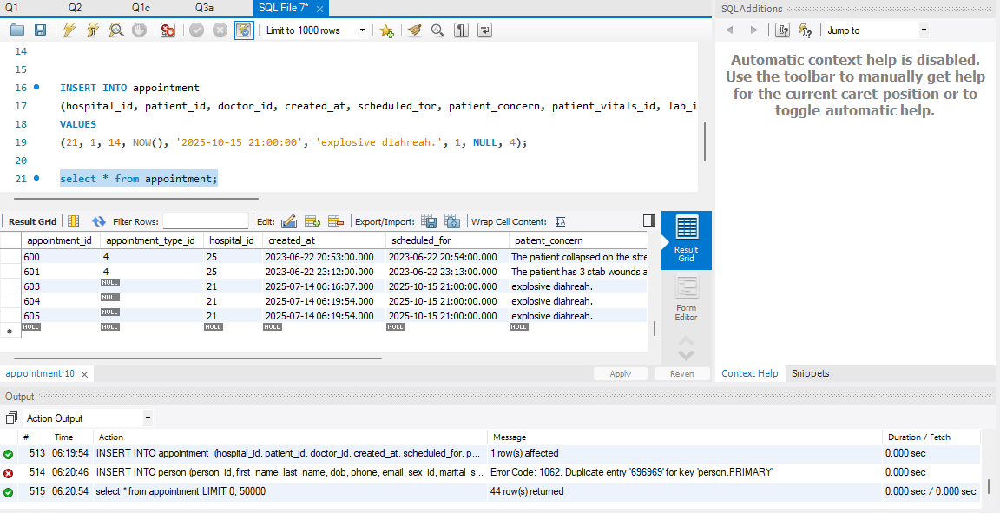 Q1 Q2 Q1c Q3a SQL File 7*
Limit to 1000 rows
14
15
16 INSERT INTO appointment
17 (hospital_id, patient_id, doctor_id, created_at, scheduled_for, patient_concern, patient_vitals_id, lab_i
18 VALUES
19 (21, 1, 14, NOW(), '2025-10-15 21:00:00', 'explosive diahreah.', 1, NULL, 4);
20
21 select * from appointment;
Result Grid Filter Rows: Edit: Export/Import: Wrap Cell Content:
appointment_id appointment_type_id hospital_id created_at scheduled_for patient_concern
600 4 25 2023-06-22 20:53:00.000 2023-06-22 20:54:00.000 The patient collapsed on the stre
601 4 25 2023-06-22 23:12:00.000 2023-06-22 23:13:00.000 The patient has 3 stab wounds a
603 NULL 21 2025-07-14 06:16:07.000 2025-10-15 21:00:00.000 explosive diahreah.
604 NULL 21 2025-07-14 06:19:54.000 2025-10-15 21:00:00.000 explosive diahreah.
605 NULL 21 2025-07-14 06:19:54.000 2025-10-15 21:00:00.000 explosive diahreah.
NULL NULL NULL NULL NULL NULL
Result
Grid
Form
Editor
appointment 10
Apply Revert
SQLAdditions
Jump to
Automatic context help is disabled.
Use the toolbar to manually get help
for the current caret position or to
toggle automatic help.
Context Help Snippets
Output
Action Output
# Time Action Message Duration / Fetch
513 06:19:54 INSERT INTO appointment (hospital_id, patient_id, doctor_id, created_at, scheduled_for, p... 1 row(s) affected 0.000 sec
514 06:20:46 INSERT INTO person (person_id, first_name, last_name, dob, phone, email, sex_id, marital_s... Error Code: 1062. Duplicate entry '696969' for key 'person.PRIMARY' 0.000 sec
515 06:20:54 select * from appointment LIMIT 0, 50000 44 row(s) returned 0.000 sec / 0.000 sec